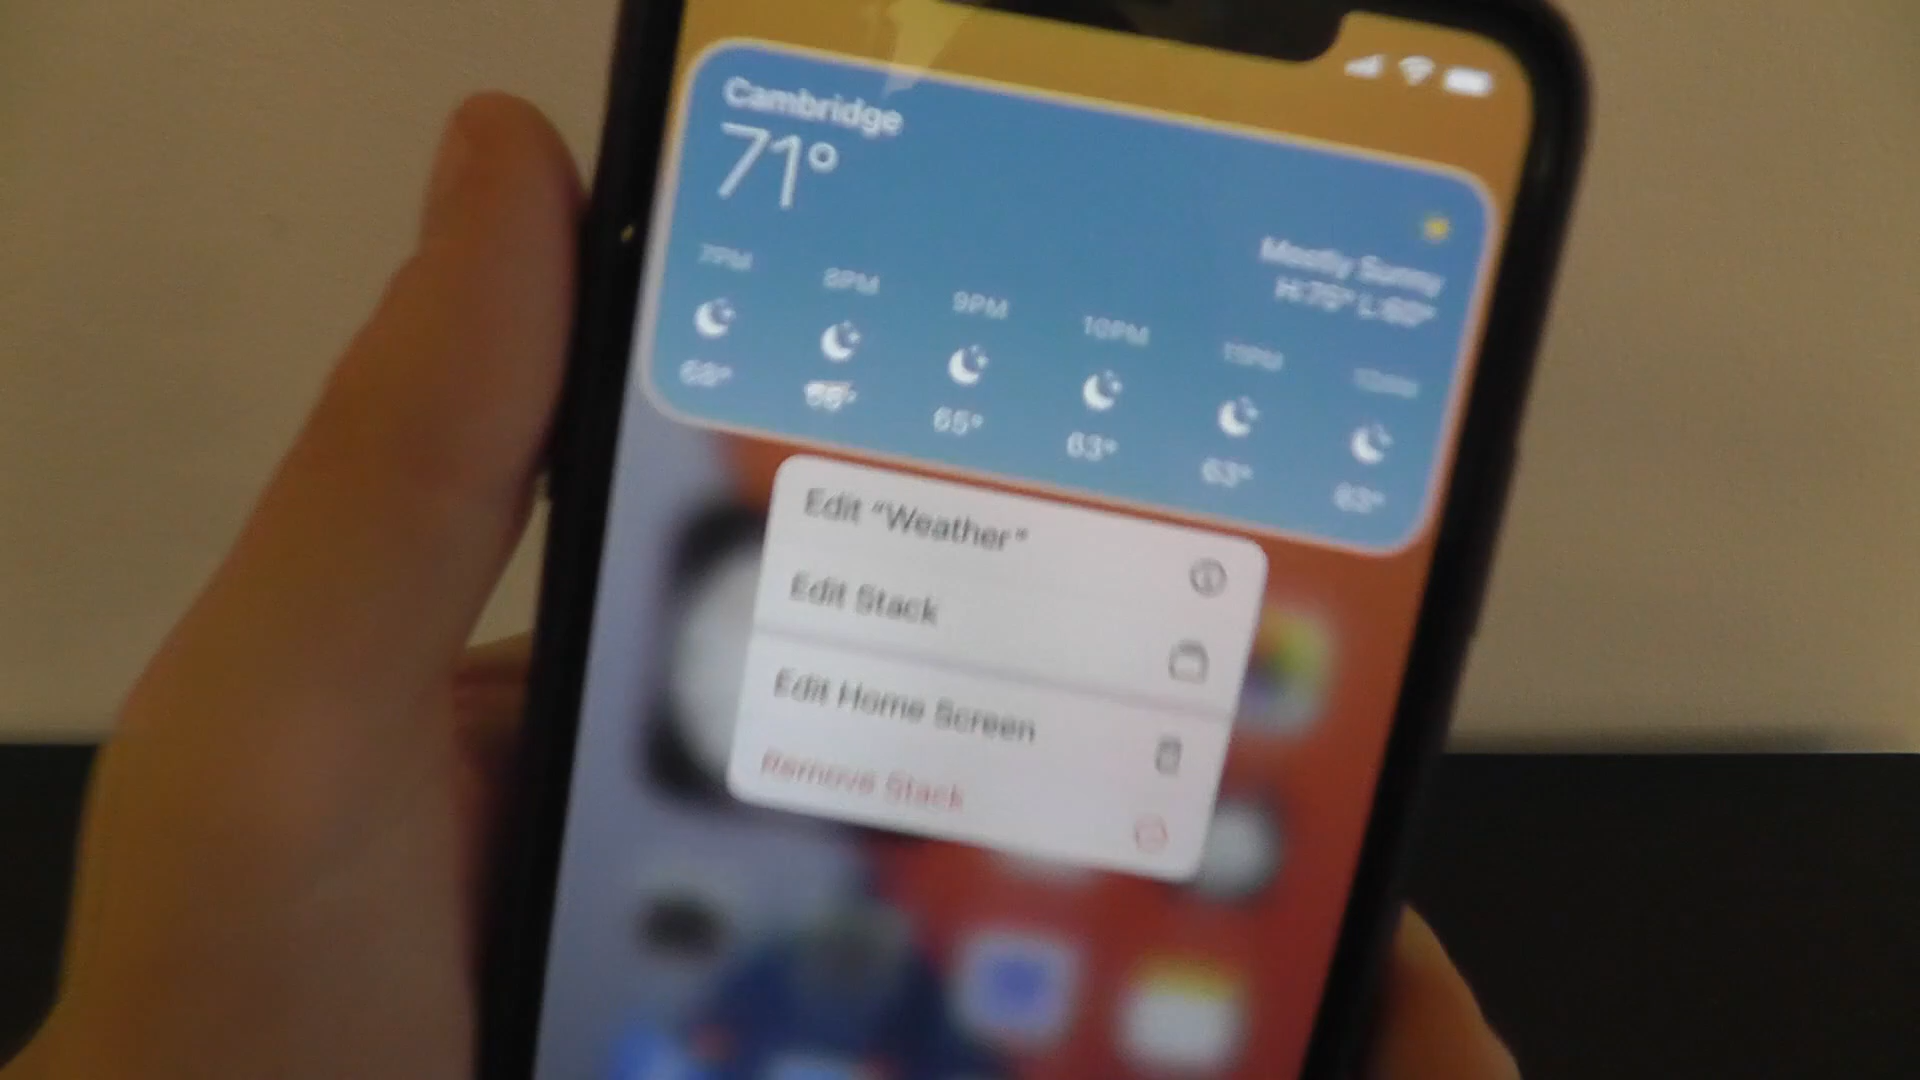 Cambridge
71°
Mostly Sunny
H:75° L:60°
7PM 8PM 9PM 10PM 11PM
68° 66° 65° 63° 63° 63°
Edit "Weather"
Edit Stack
Edit Home Screen
Remove Stack